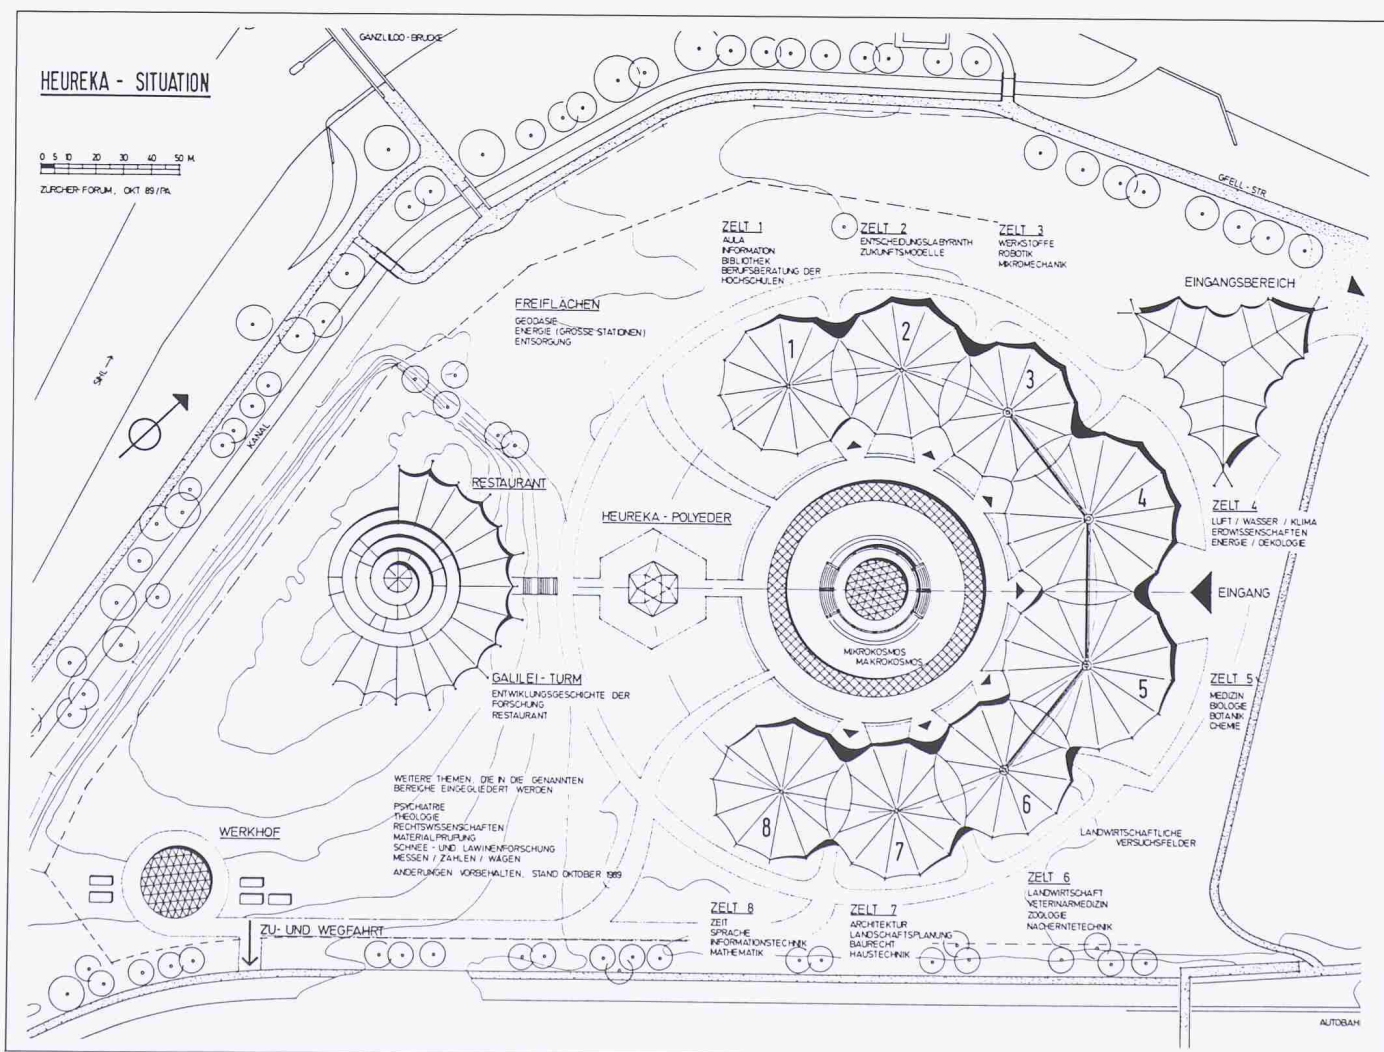 GANZLILOO-BRÜCKE
HEUREKA - SITUATION
0 5 10 20 30 40 50 M
ZÜRCHER FORUM, OKT 89/PA
GFELL-STR
ZELT 1
AULA
INFORMATION
BIBLIOTHEK
BERUFSBERATUNG DER
HOCHSCHULEN
ZELT 2
ENTSCHEIDUNGSLABYRINTH
ZUKUNFTSMODELLE
ZELT 3
WERKSTOFFE
ROBOTIK
MIKROMECHANIK
EINGANGSBEREICH
FREIFLÄCHEN
GEODÄSIE
ENERGIE (GROSSE STATIONEN)
ENTSORGUNG
SIHL →
KANAL
1
2
3
4
5
6
7
8
RESTAURANT
HEUREKA - POLYEDER
ZELT 4
LUFT / WASSER / KLIMA
ERDWISSENSCHAFTEN
ENERGIE / OEKOLOGIE
EINGANG
MIKROKOSMOS
MAKROKOSMOS
GALILEI - TURM
ENTWIKLUNGSGESCHICHTE DER
FORSCHUNG
RESTAURANT
ZELT 5
MEDIZIN
BIOLOGIE
BOTANIK
CHEMIE
WEITERE THEMEN, DIE IN DIE GENANNTEN
BEREICHE EINGEGLIEDERT WERDEN
PSYCHIATRIE
THEOLOGIE
RECHTSWISSENSCHAFTEN
MATERIALPRÜFUNG
SCHNEE - UND LAWINENFORSCHUNG
MESSEN / ZÄHLEN / WÄGEN
ÄNDERUNGEN VORBEHALTEN, STAND OKTOBER 1989
WERKHOF
ZU- UND WEGFAHRT
LANDWIRTSCHAFTLICHE
VERSUCHSFELDER
ZELT 6
LANDWIRTSCHAFT
VETERINÄRMEDIZIN
ZOOLOGIE
NACHERNTETECHNIK
ZELT 8
ZEIT
SPRACHE
INFORMATIONSTECHNIK
MATHEMATIK
ZELT 7
ARCHITEKTUR
LANDSCHAFTSPLANUNG
BAURECHT
HAUSTECHNIK
AUTOBAH